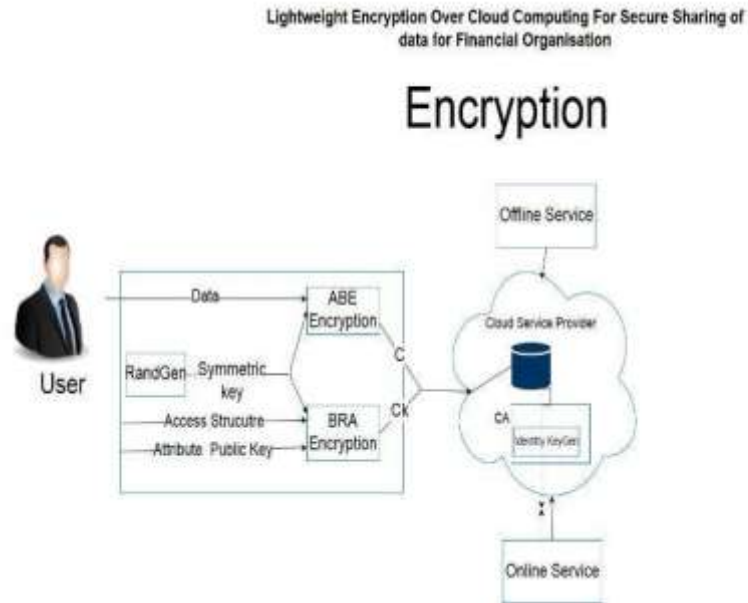 Lightweight Encryption Over Cloud Computing For Secure Sharing of
data for Financial Organisation
Encryption
Offline Service
User
Data
ABE
Encryption
RandGen
Symmetric
key
Access Strucutre
Attribute Public Key
BRA
Encryption
C
Ck
Cloud Service Provider
CA
Identity KeyGen
Online Service